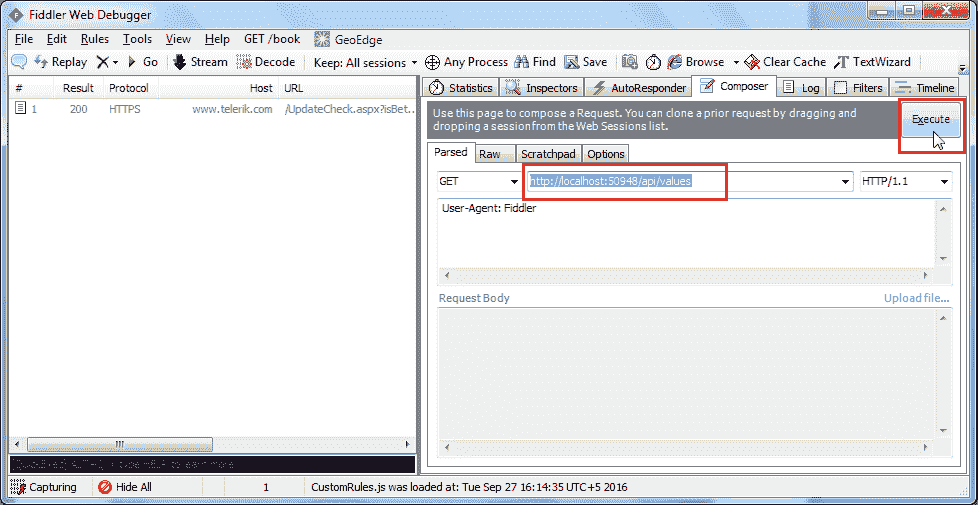 Fiddler Web Debugger
File Edit Rules Tools View Help GET /book GeoEdge
Replay Go Stream Decode Keep: All sessions Any Process Find Save Browse Clear Cache TextWizard
# Result Protocol Host URL
1 200 HTTPS www.telerik.com /UpdateCheck.aspx?isBet...
Statistics Inspectors AutoResponder Composer Log Filters Timeline
Use this page to compose a Request. You can clone a prior request by dragging and
dropping a session from the Web Sessions list.
Execute
Parsed Raw Scratchpad Options
GET http://localhost:50948/api/values HTTP/1.1
User-Agent: Fiddler
Request Body Upload file...
Capturing Hide All 1 CustomRules.js was loaded at: Tue Sep 27 16:14:35 UTC+5 2016